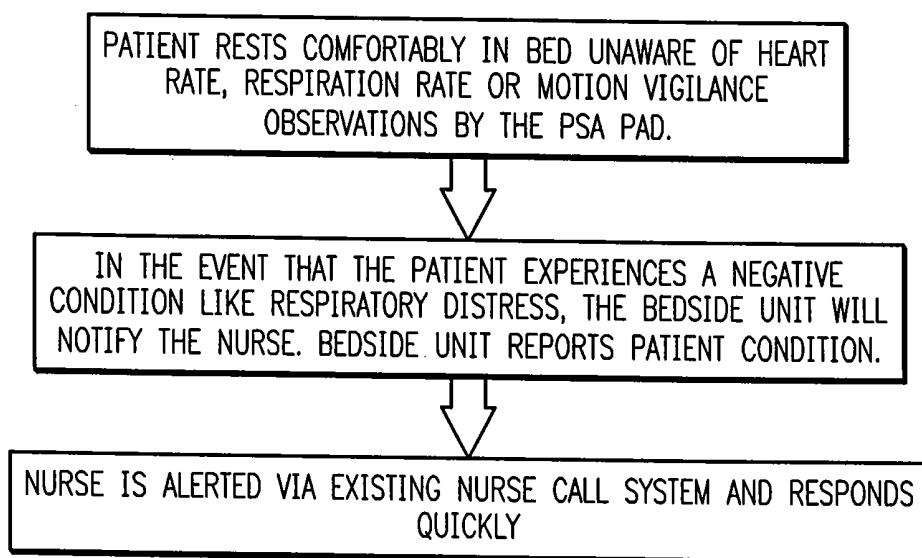 PATIENT RESTS COMFORTABLY IN BED UNAWARE OF HEART
RATE, RESPIRATION RATE OR MOTION VIGILANCE
OBSERVATIONS BY THE PSA PAD.
IN THE EVENT THAT THE PATIENT EXPERIENCES A NEGATIVE
CONDITION LIKE RESPIRATORY DISTRESS, THE BEDSIDE UNIT WILL
NOTIFY THE NURSE. BEDSIDE UNIT REPORTS PATIENT CONDITION.
NURSE IS ALERTED VIA EXISTING NURSE CALL SYSTEM AND RESPONDS
QUICKLY